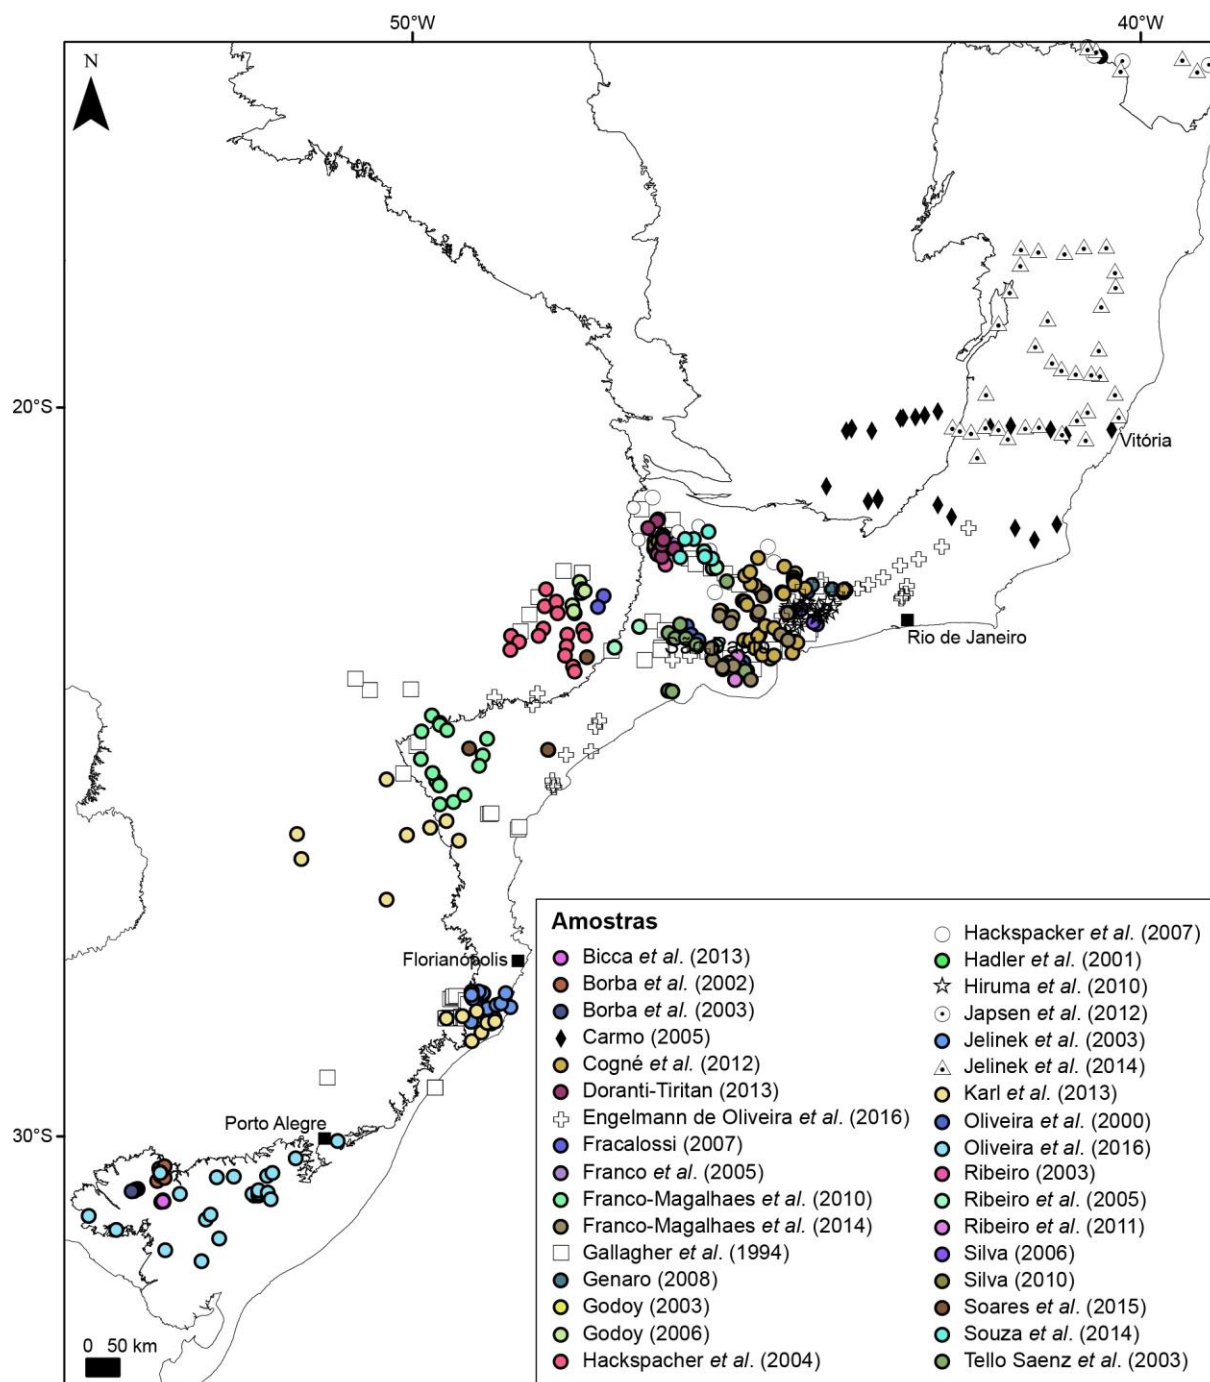 50°W
40°W
N
20°S
Vitória
Rio de Janeiro
Florianópolis
Porto Alegre
30°S
0 50 km
Amostras
Bicca et al. (2013)
Borba et al. (2002)
Borba et al. (2003)
Carmo (2005)
Cogné et al. (2012)
Doranti-Tiritan (2013)
Engelmann de Oliveira et al. (2016)
Fracalossi (2007)
Franco et al. (2005)
Franco-Magalhaes et al. (2010)
Franco-Magalhaes et al. (2014)
Gallagher et al. (1994)
Genaro (2008)
Godoy (2003)
Godoy (2006)
Hackspacher et al. (2004)
Hackspacker et al. (2007)
Hadler et al. (2001)
Hiruma et al. (2010)
Japsen et al. (2012)
Jelinek et al. (2003)
Jelinek et al. (2014)
Karl et al. (2013)
Oliveira et al. (2000)
Oliveira et al. (2016)
Ribeiro (2003)
Ribeiro et al. (2005)
Ribeiro et al. (2011)
Silva (2006)
Silva (2010)
Soares et al. (2015)
Souza et al. (2014)
Tello Saenz et al. (2003)